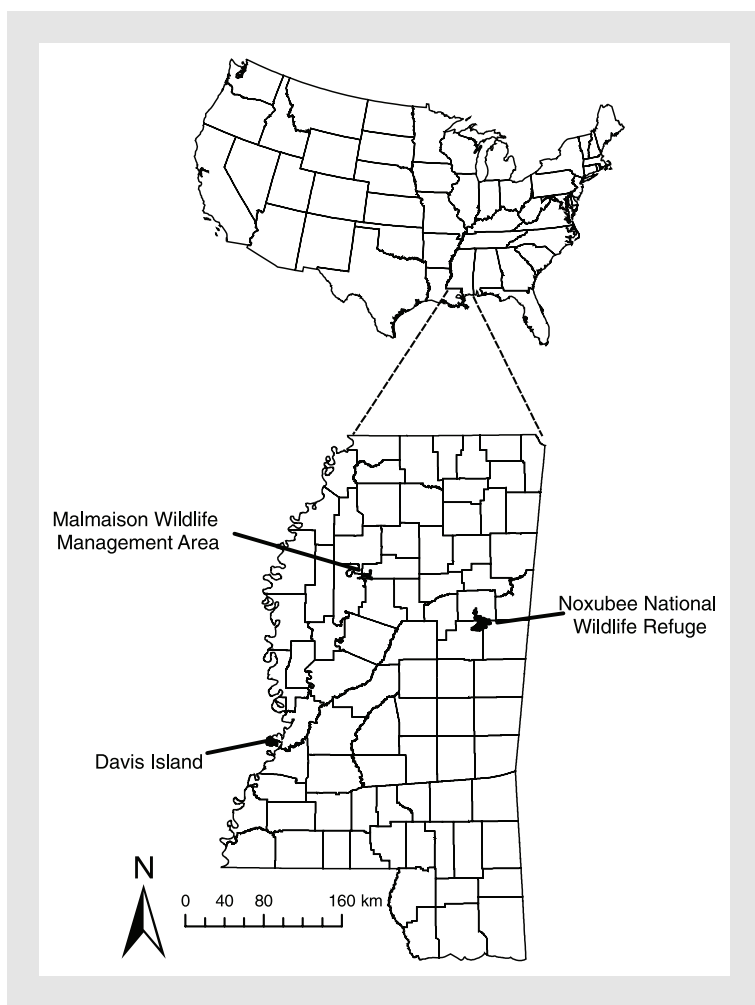 Malmaison Wildlife
Management Area
Noxubee National
Wildlife Refuge
Davis Island
N
0 40 80 160 km